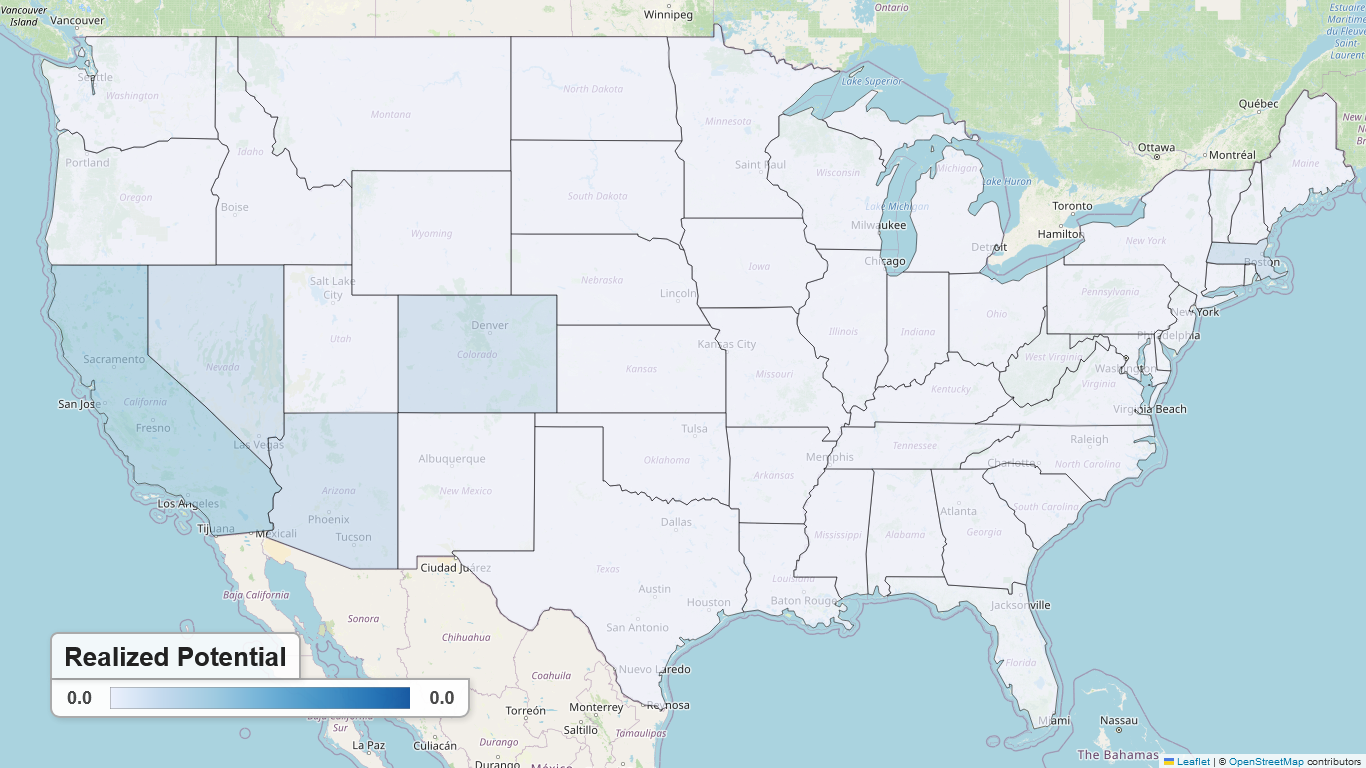 Vancouver
Island
Vancouver
Winnipeg
Ontario
Seattle
Washington
Montana
North Dakota
Minnesota
Lake Superior
Québec
Portland
Oregon
Idaho
Boise
South Dakota
Saint Paul
Wisconsin
Michigan
Lake Huron
Ottawa
Montréal
Maine
Wyoming
Lake Michigan
Milwaukee
Toronto
Hamilton
Detroit
New York
Boston
Salt Lake
City
Nebraska
Lincoln
Iowa
Chicago
Pennsylvania
New York
Philadelphia
Denver
Colorado
Utah
Nevada
Sacramento
California
San Jose
Fresno
Las Vegas
Kansas
Kansas City
Missouri
Illinois
Indiana
Ohio
Kentucky
West Virginia
Virginia
Washington
Virginia Beach
Los Angeles
Tijuana
Mexicali
Arizona
Phoenix
Tucson
Albuquerque
New Mexico
Tulsa
Oklahoma
Arkansas
Memphis
Tennessee
Charlotte
Raleigh
North Carolina
South Carolina
Atlanta
Georgia
Alabama
Mississippi
Louisiana
Baton Rouge
Dallas
Texas
Austin
Houston
San Antonio
Ciudad Juárez
Jacksonville
Florida
Miami
Baja California
Sonora
Chihuahua
Coahuila
Nuevo Laredo
Reynosa
Monterrey
Saltillo
Torreón
Tamaulipas
Durango
Durango
Culiacán
La Paz
Baja California
Sur
México
Nassau
The Bahamas
Estuaire
du Fleuve
Saint-
Laurent
Realized Potential
0.0
0.0
Leaflet | © OpenStreetMap contributors